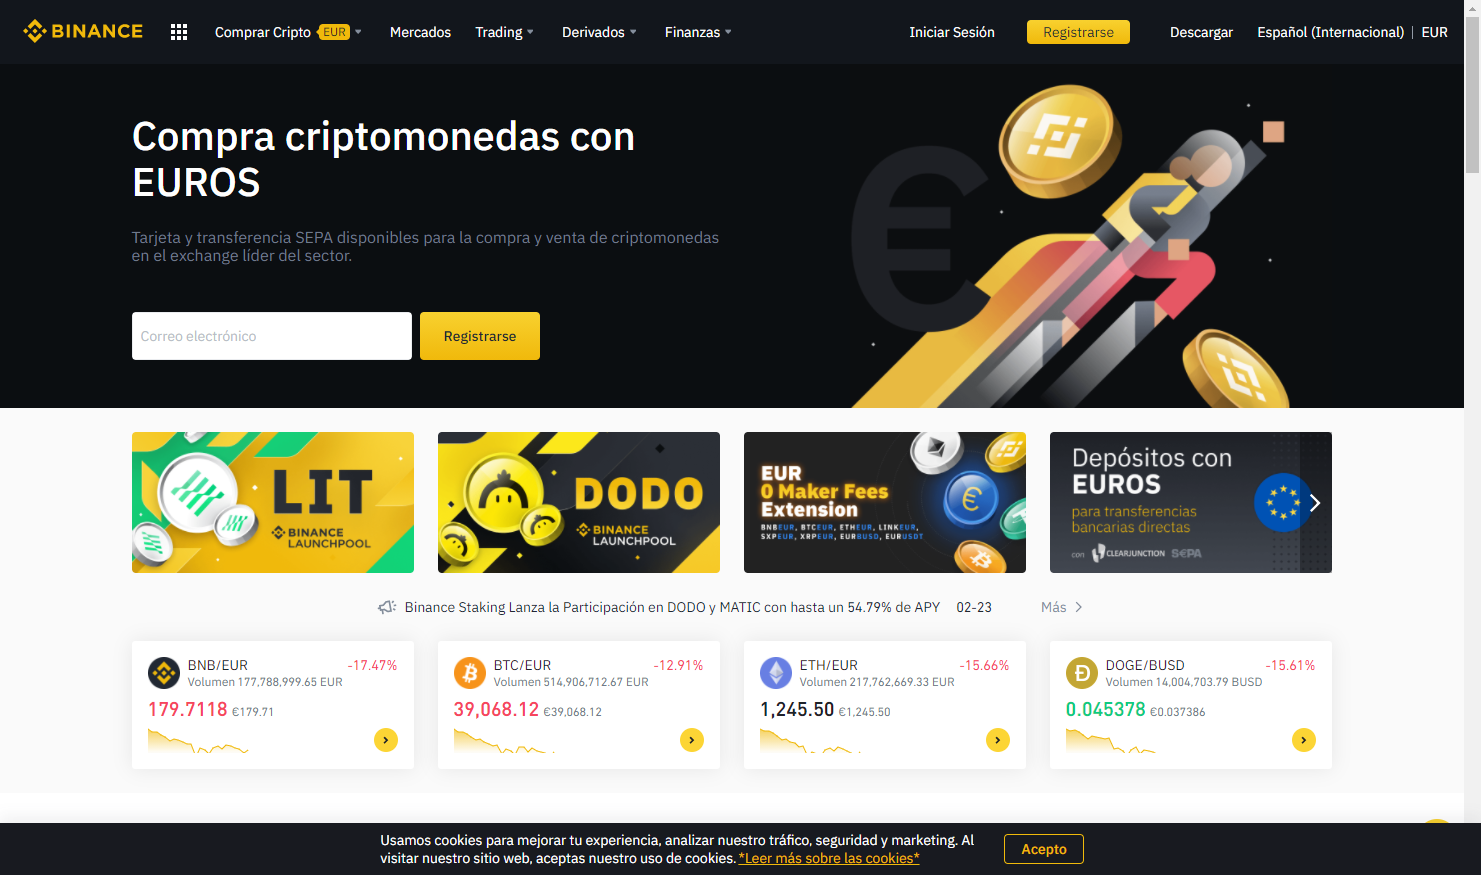 BINANCE
Comprar Cripto EUR
Mercados
Trading
Derivados
Finanzas
Iniciar Sesión
Registrarse
Descargar
Español (Internacional) | EUR
Compra criptomonedas con
EUROS
Tarjeta y transferencia SEPA disponibles para la compra y venta de criptomonedas
en el exchange líder del sector.
Correo electrónico
Registrarse
€
LIT
BINANCE
LAUNCHPOOL
DODO
BINANCE
LAUNCHPOOL
EUR
0 Maker Fees
Extension
BNBEUR, BTCEUR, ETHEUR, LINKEUR,
SXPEUR, XRPEUR, EURBUSD, EURUSDT
€
Depósitos con
EUROS
para transferencias
bancarias directas
con CLEARJUNCTION SEPA
Binance Staking Lanza la Participación en DODO y MATIC con hasta un 54.79% de APY 02-23
Más
BNB/EUR -17.47%
Volumen 177,788,999.65 EUR
179.7118 €179.71
BTC/EUR -12.91%
Volumen 514,906,712.67 EUR
39,068.12 €39,068.12
ETH/EUR -15.66%
Volumen 217,762,669.33 EUR
1,245.50 €1,245.50
DOGE/BUSD -15.61%
Volumen 14,004,703.79 BUSD
0.045378 €0.037386
Usamos cookies para mejorar tu experiencia, analizar nuestro tráfico, seguridad y marketing. Al
visitar nuestro sitio web, aceptas nuestro uso de cookies. *Leer más sobre las cookies*
Acepto